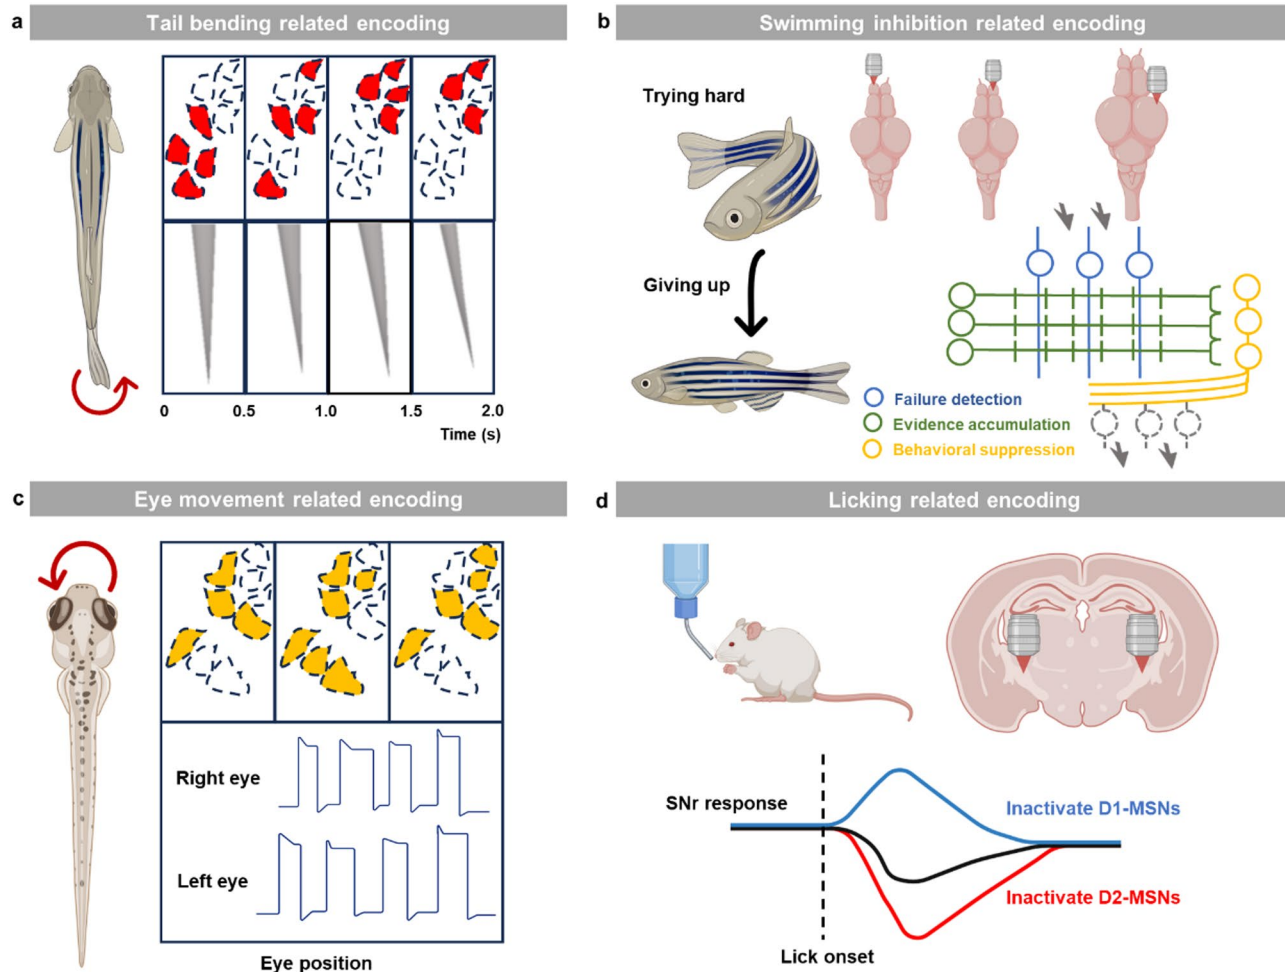 a
Tail bending related encoding
0
0.5
1.0
1.5
2.0
Time (s)
b
Swimming inhibition related encoding
Trying hard
Giving up
Failure detection
Evidence accumulation
Behavioral suppression
c
Eye movement related encoding
Right eye
Left eye
Eye position
d
Licking related encoding
SNr response
Inactivate D1-MSNs
Inactivate D2-MSNs
Lick onset